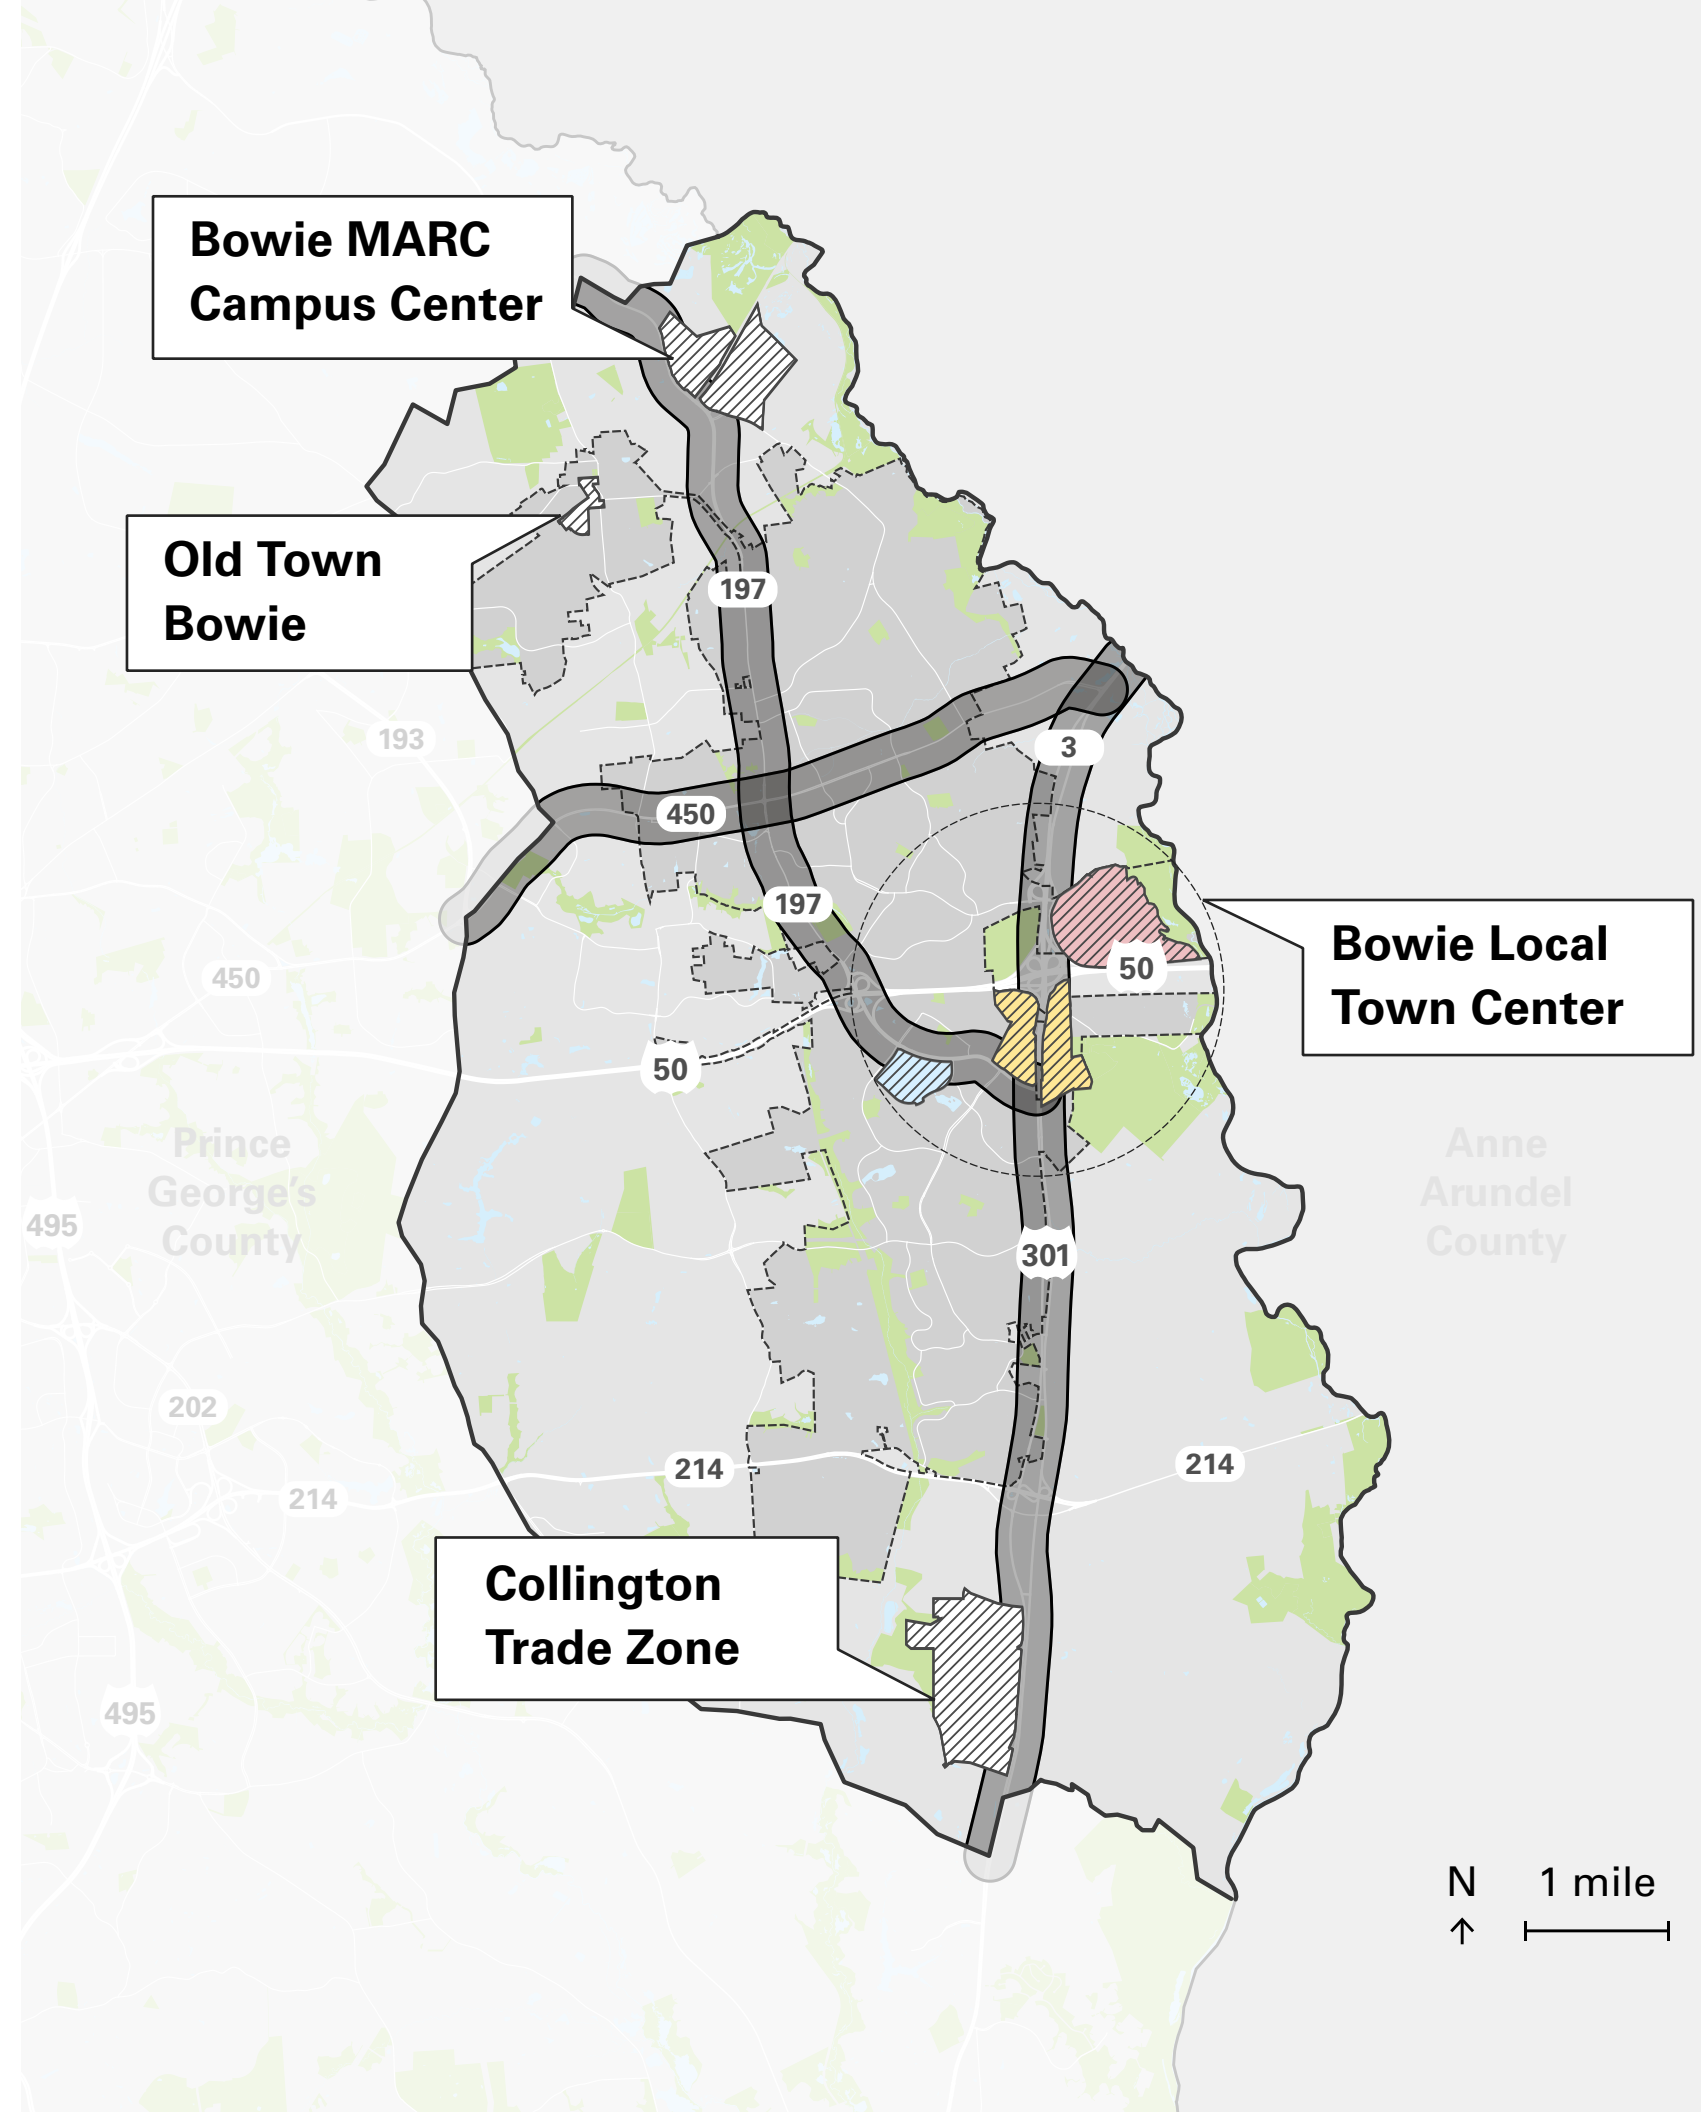 Bowie MARC
Campus Center
Old Town
Bowie
197
193
3
450
197
Bowie Local
Town Center
50
450
50
Prince
George's
County
Anne
Arundel
County
495
301
202
214
214
214
Collington
Trade Zone
495
N
1 mile